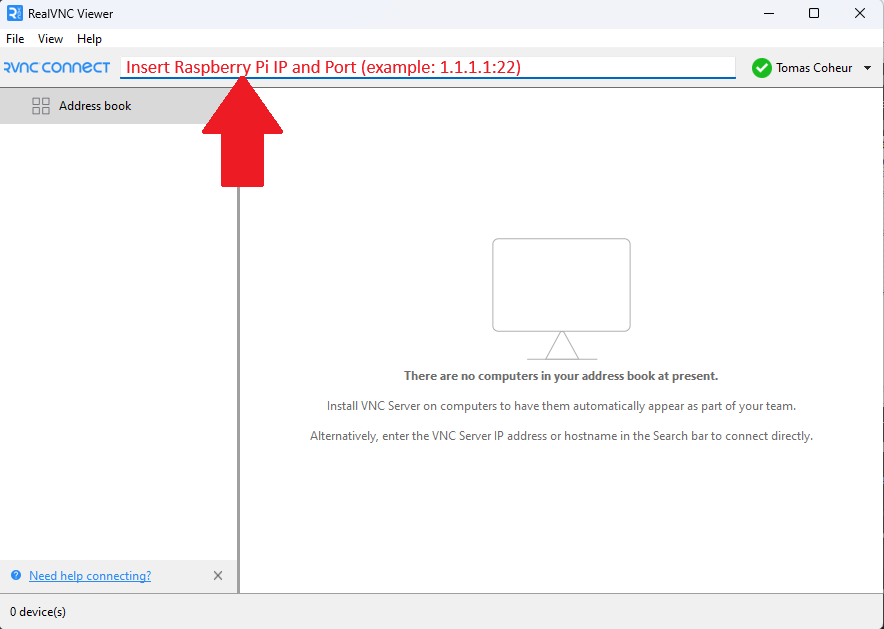 RealVNC Viewer
File View Help
RVNC CONNECT Insert Raspberry Pi IP and Port (example: 1.1.1.1:22) Tomas Coheur
Address book
There are no computers in your address book at present.
Install VNC Server on computers to have them automatically appear as part of your team.
Alternatively, enter the VNC Server IP address or hostname in the Search bar to connect directly.
Need help connecting?
0 device(s)